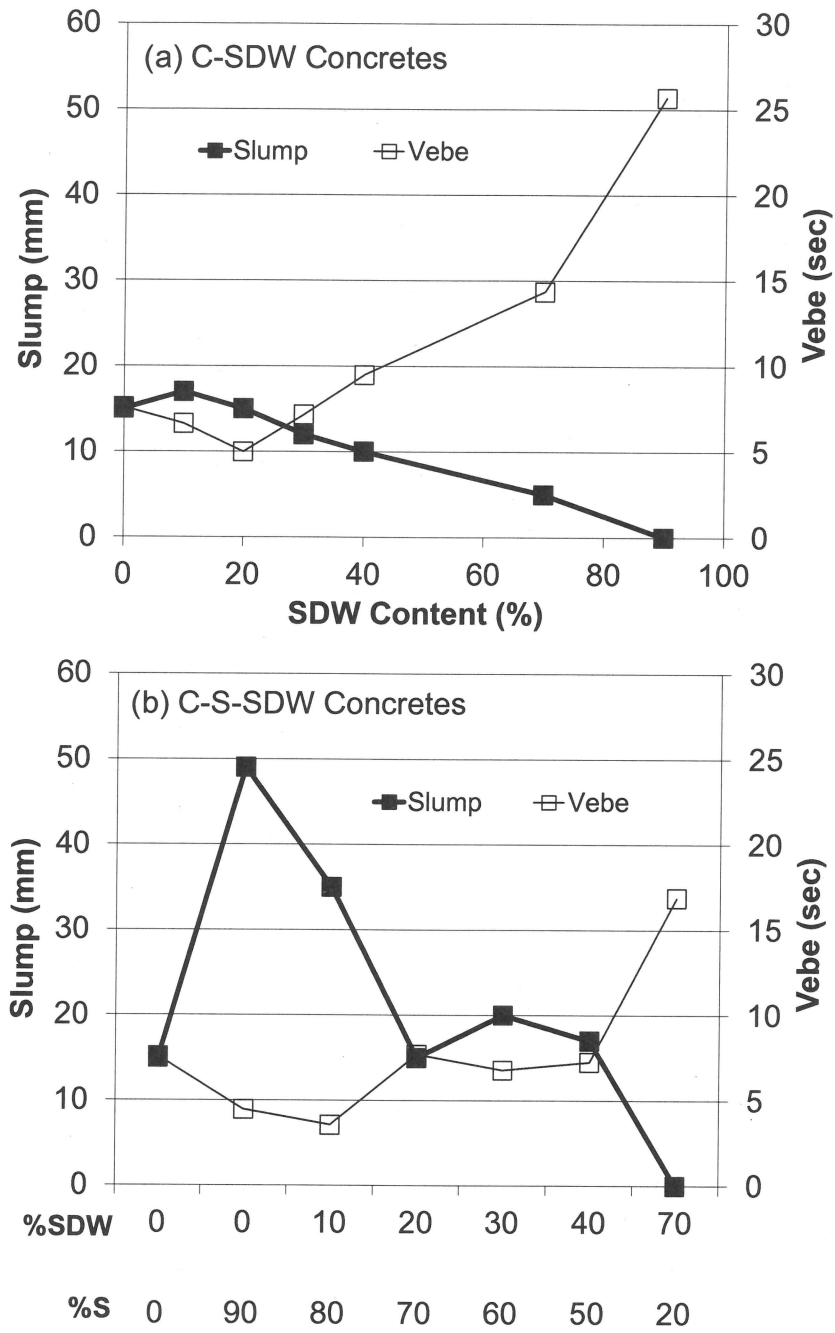 (a) C-SDW Concretes
Slump Vebe
Slump (mm)
60
50
40
30
20
10
0
Vebe (sec)
30
25
20
15
10
5
0
0 20 40 60 80 100
SDW Content (%)
(b) C-S-SDW Concretes
Slump Vebe
Slump (mm)
60
50
40
30
20
10
0
Vebe (sec)
30
25
20
15
10
5
0
%SDW 0 0 10 20 30 40 70
%S 0 90 80 70 60 50 20